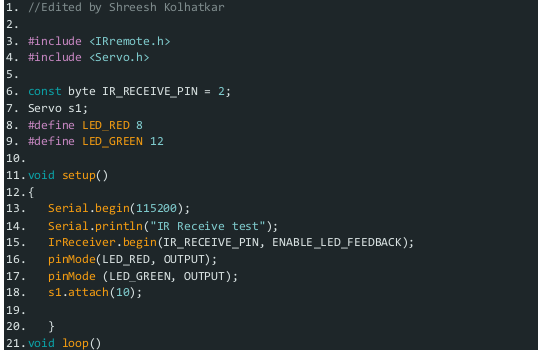 1. //Edited by Shreesh Kolhatkar
2.
3. #include <IRremote.h>
4. #include <Servo.h>
5.
6. const byte IR_RECEIVE_PIN = 2;
7. Servo s1;
8. #define LED_RED 8
9. #define LED_GREEN 12
10.
11. void setup()
12. {
13.    Serial.begin(115200);
14.    Serial.println("IR Receive test");
15.    IrReceiver.begin(IR_RECEIVE_PIN, ENABLE_LED_FEEDBACK);
16.    pinMode(LED_RED, OUTPUT);
17.    pinMode (LED_GREEN, OUTPUT);
18.    s1.attach(10);
19.
20.    }
21. void loop()